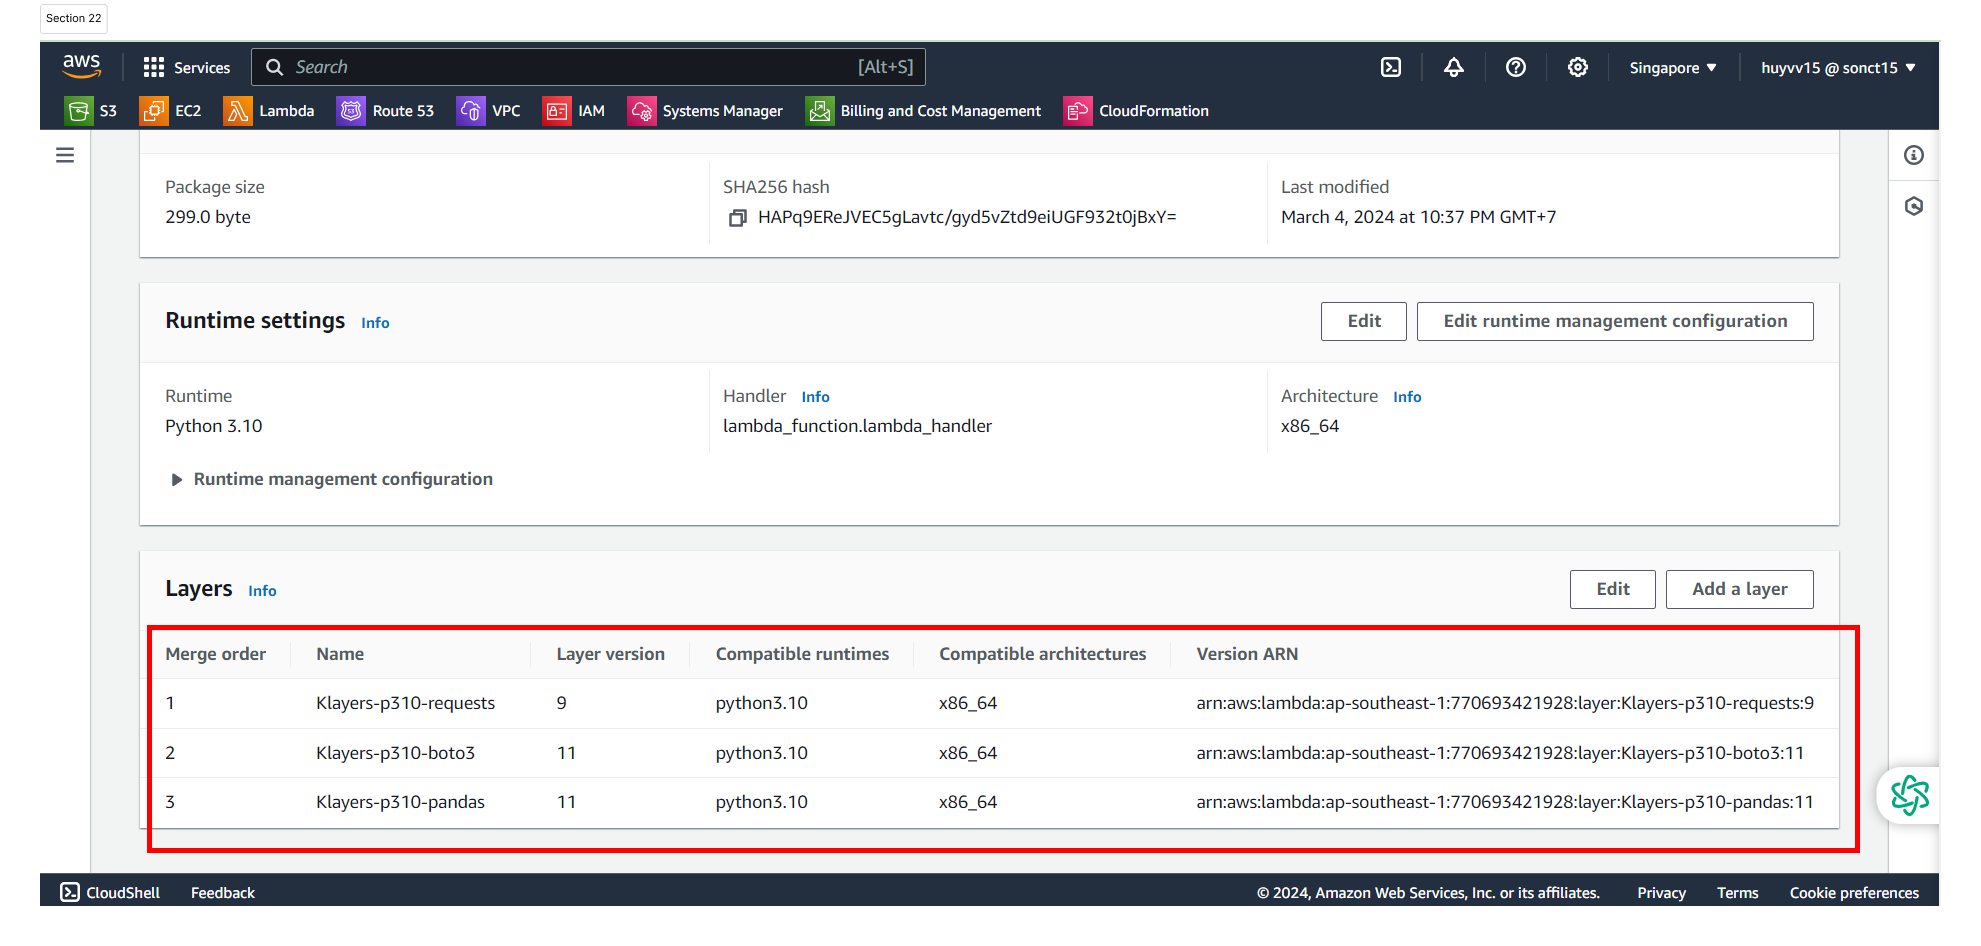 Section 22
aws Services Search [Alt+S] Singapore ▼ huyvv15 @ sonct15 ▼
S3 EC2 Lambda Route 53 VPC IAM Systems Manager Billing and Cost Management CloudFormation
Package size SHA256 hash Last modified
299.0 byte HAPq9EReJVEC5gLavtc/gyd5vZtd9eiUGF932t0jBxY= March 4, 2024 at 10:37 PM GMT+7
Runtime settings Info Edit Edit runtime management configuration
Runtime Handler Info Architecture Info
Python 3.10 lambda_function.lambda_handler x86_64
Runtime management configuration
Layers Info Edit Add a layer
Merge order Name Layer version Compatible runtimes Compatible architectures Version ARN
1 Klayers-p310-requests 9 python3.10 x86_64 arn:aws:lambda:ap-southeast-1:770693421928:layer:Klayers-p310-requests:9
2 Klayers-p310-boto3 11 python3.10 x86_64 arn:aws:lambda:ap-southeast-1:770693421928:layer:Klayers-p310-boto3:11
3 Klayers-p310-pandas 11 python3.10 x86_64 arn:aws:lambda:ap-southeast-1:770693421928:layer:Klayers-p310-pandas:11
CloudShell Feedback © 2024, Amazon Web Services, Inc. or its affiliates. Privacy Terms Cookie preferences